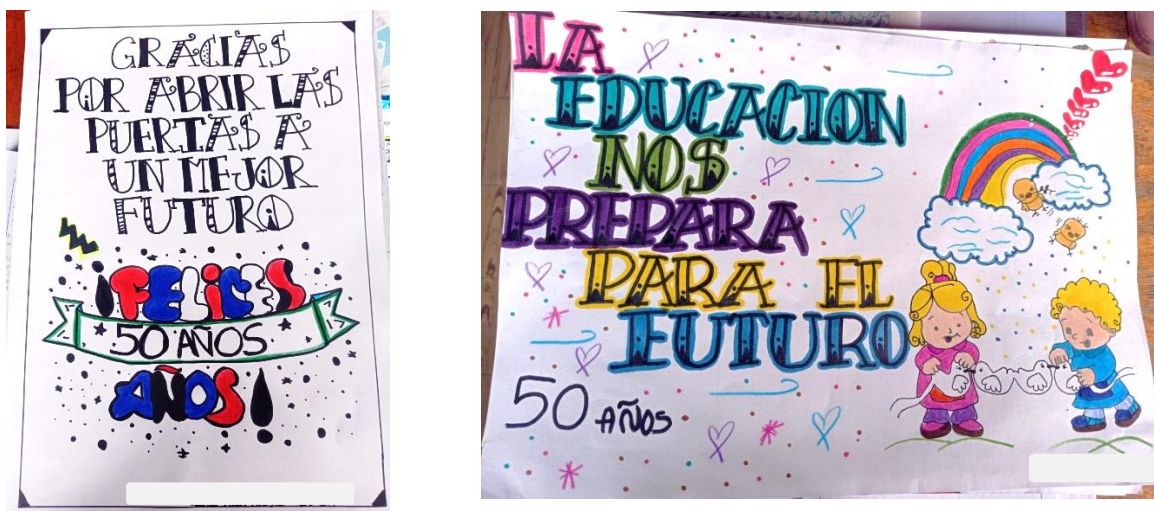 GRACIAS
POR ABRIR LAS
PUERTAS A
UN MEJOR
FUTURO
¡FELICES
50 AÑOS
AÑOS!
LA
EDUCACION
NOS
PREPARA
PARA EL
FUTURO
50 AÑOS